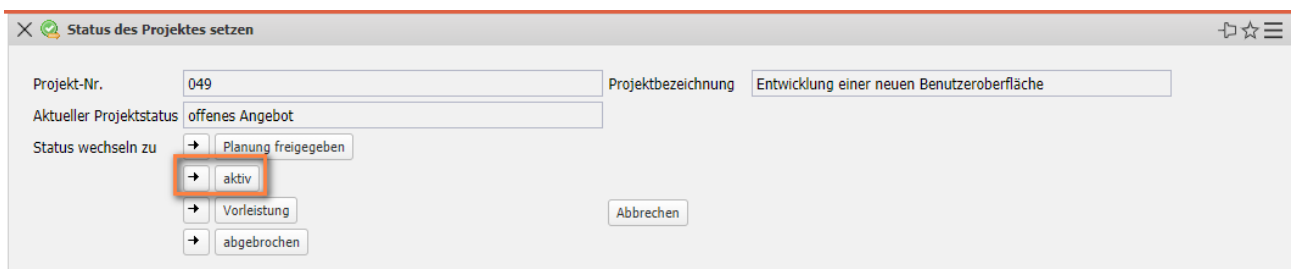 Status des Projektes setzen
Projekt-Nr. 049 Projektbezeichnung Entwicklung einer neuen Benutzeroberfläche
Aktueller Projektstatus offenes Angebot
Status wechseln zu → Planung freigegeben
→ aktiv
→ Vorleistung Abbrechen
→ abgebrochen